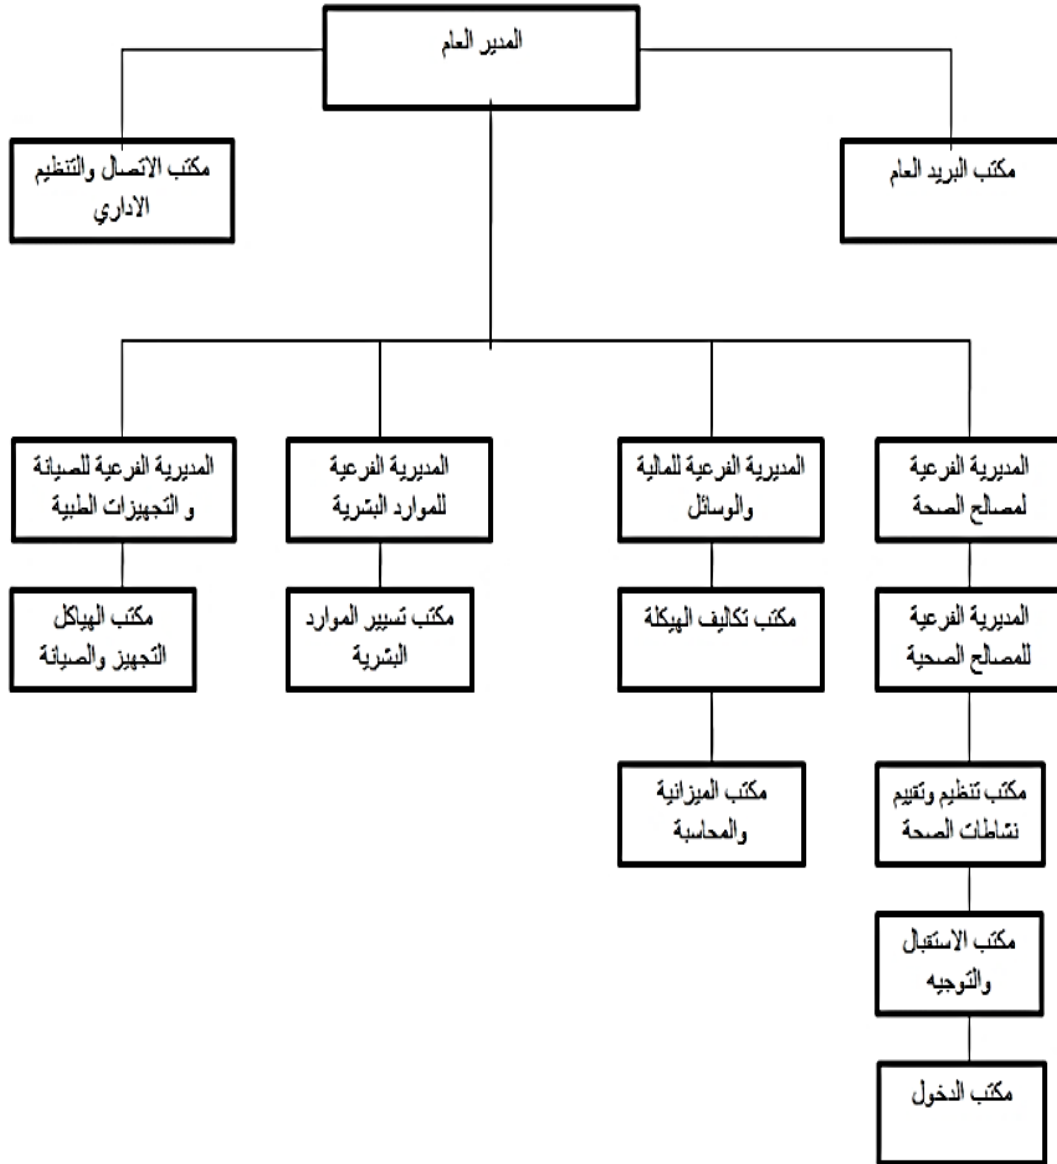 المدير العام
مكتب البريد العام
مكتب الاتصال والتنظيم
الاداري
المديرية الفرعية
لمصالح الصحة
المديرية الفرعية للمالية
والوسائل
المديرية الفرعية
للموارد البشرية
المديرية الفرعية للصيانة
و التجهيزات الطبية
المديرية الفرعية
للمصالح الصحية
مكتب تكاليف الهيكلة
مكتب تسيير الموارد
البشرية
مكتب الهياكل
التجهيز والصيانة
مكتب تنظيم وتقييم
نشاطات الصحة
مكتب الميزانية
والمحاسبة
مكتب الاستقبال
والتوجيه
مكتب الدخول